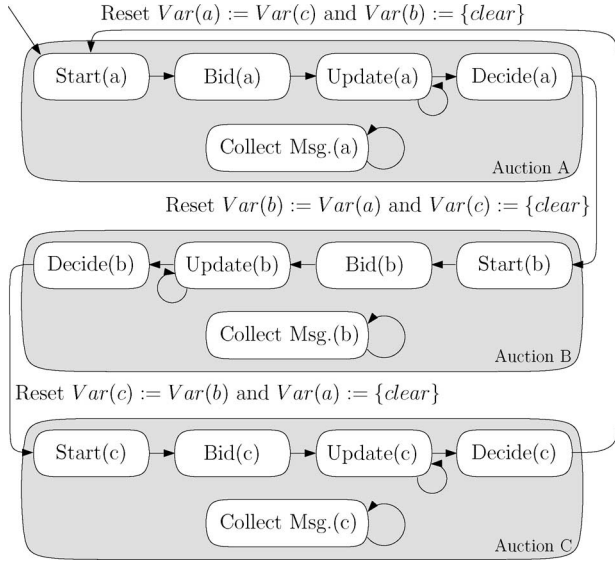 Reset Var(a) := Var(c) and Var(b) := {clear}
Start(a) Bid(a) Update(a) Decide(a)
Collect Msg.(a)
Auction A
Reset Var(b) := Var(a) and Var(c) := {clear}
Decide(b) Update(b) Bid(b) Start(b)
Collect Msg.(b)
Auction B
Reset Var(c) := Var(b) and Var(a) := {clear}
Start(c) Bid(c) Update(c) Decide(c)
Collect Msg.(c)
Auction C